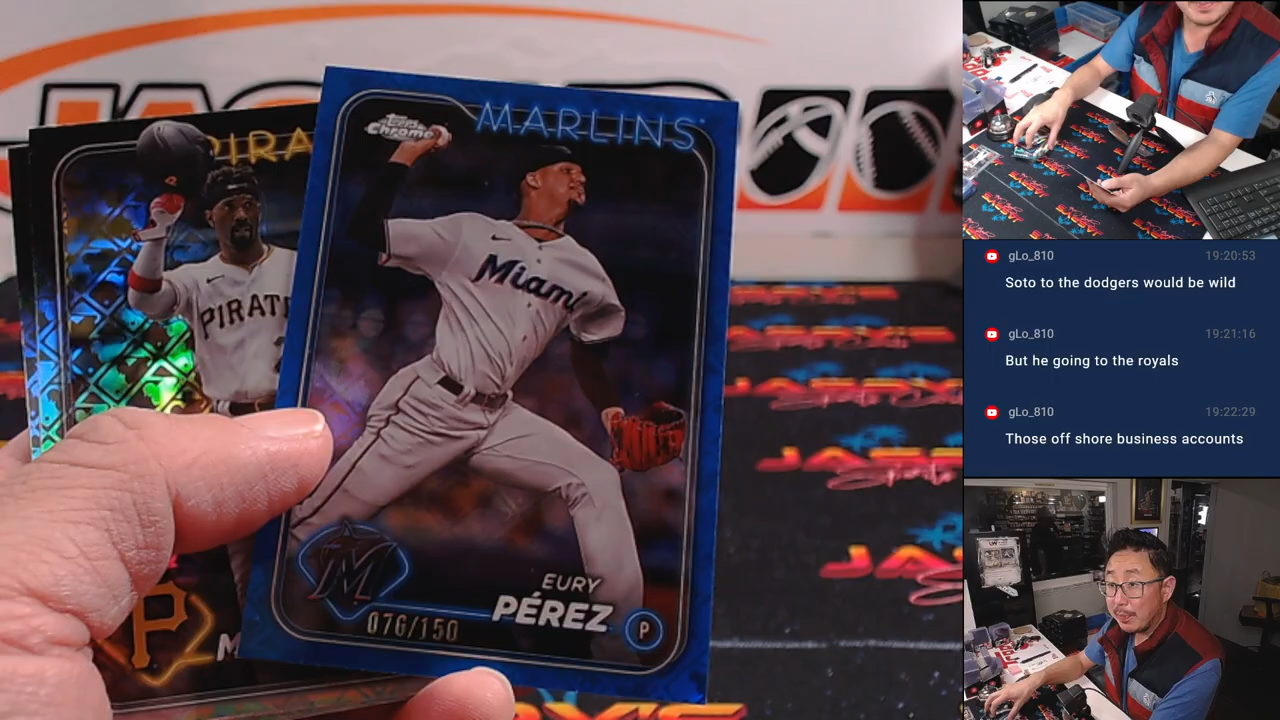 MARLINS
Topps
Chrome
PIRA
PIRAT
Miami
EURY
PÉREZ
P
076/150
M
P
M
gLo_810 19:20:53
Soto to the dodgers would be wild
gLo_810 19:21:16
But he going to the royals
gLo_810 19:22:29
Those off shore business accounts